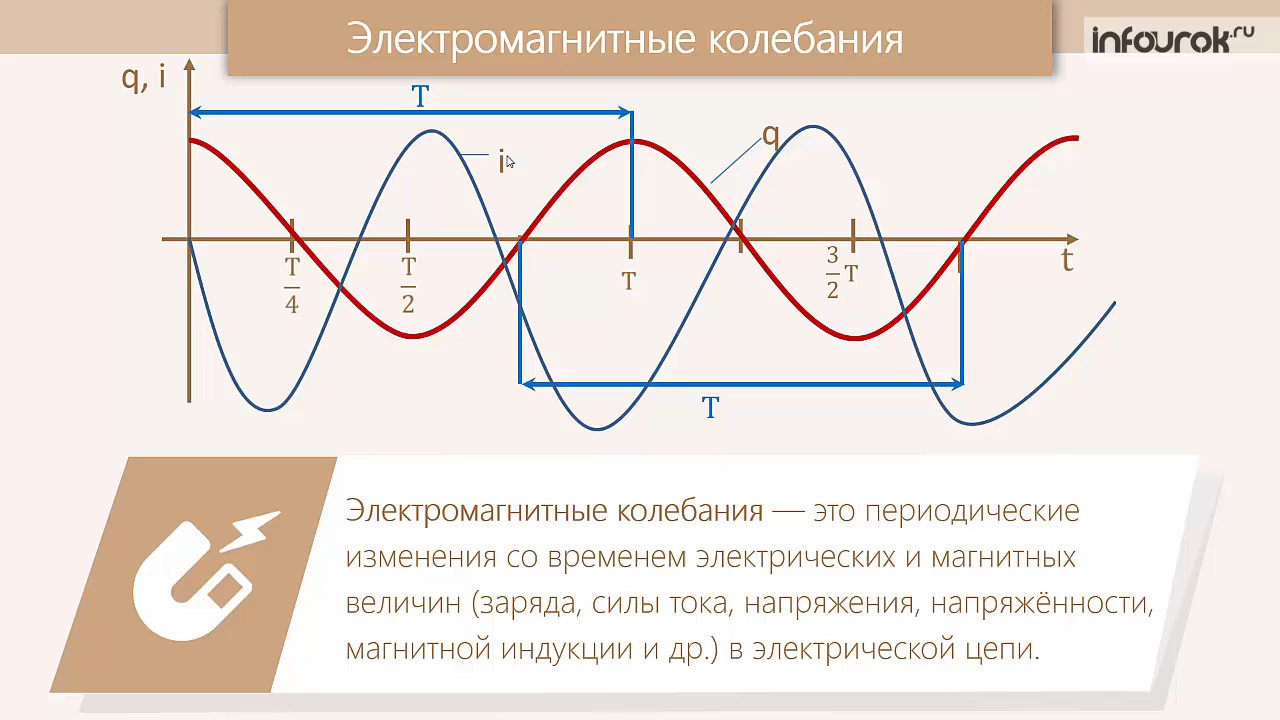 Электромагнитные колебания
infourok.ru
q, i
T
q
i
T/4
T/2
T
3/2 T
t
T
Электромагнитные колебания — это периодические
изменения со временем электрических и магнитных
величин (заряда, силы тока, напряжения, напряжённости,
магнитной индукции и др.) в электрической цепи.